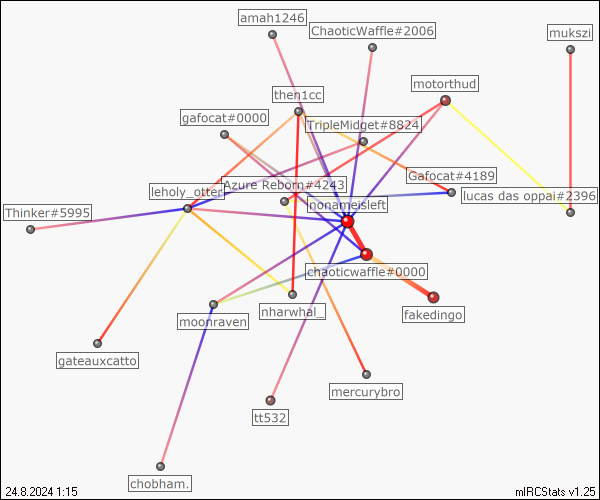 amah1246
ChaoticWaffle#2006
mukszi
motorthud
then1cc
gafocat#0000
TripleMidget#8824
Gafocat#4189
Azure Reborn#4243
leholy_otter
lucas das oppai#2396
nonameisleft
Thinker#5995
chaoticwaffle#0000
nharwhal_
fakedingo
moonraven
gateauxcatto
mercurybro
tt532
chobham.
24.8.2024 1:15
mIRCStats v1.25